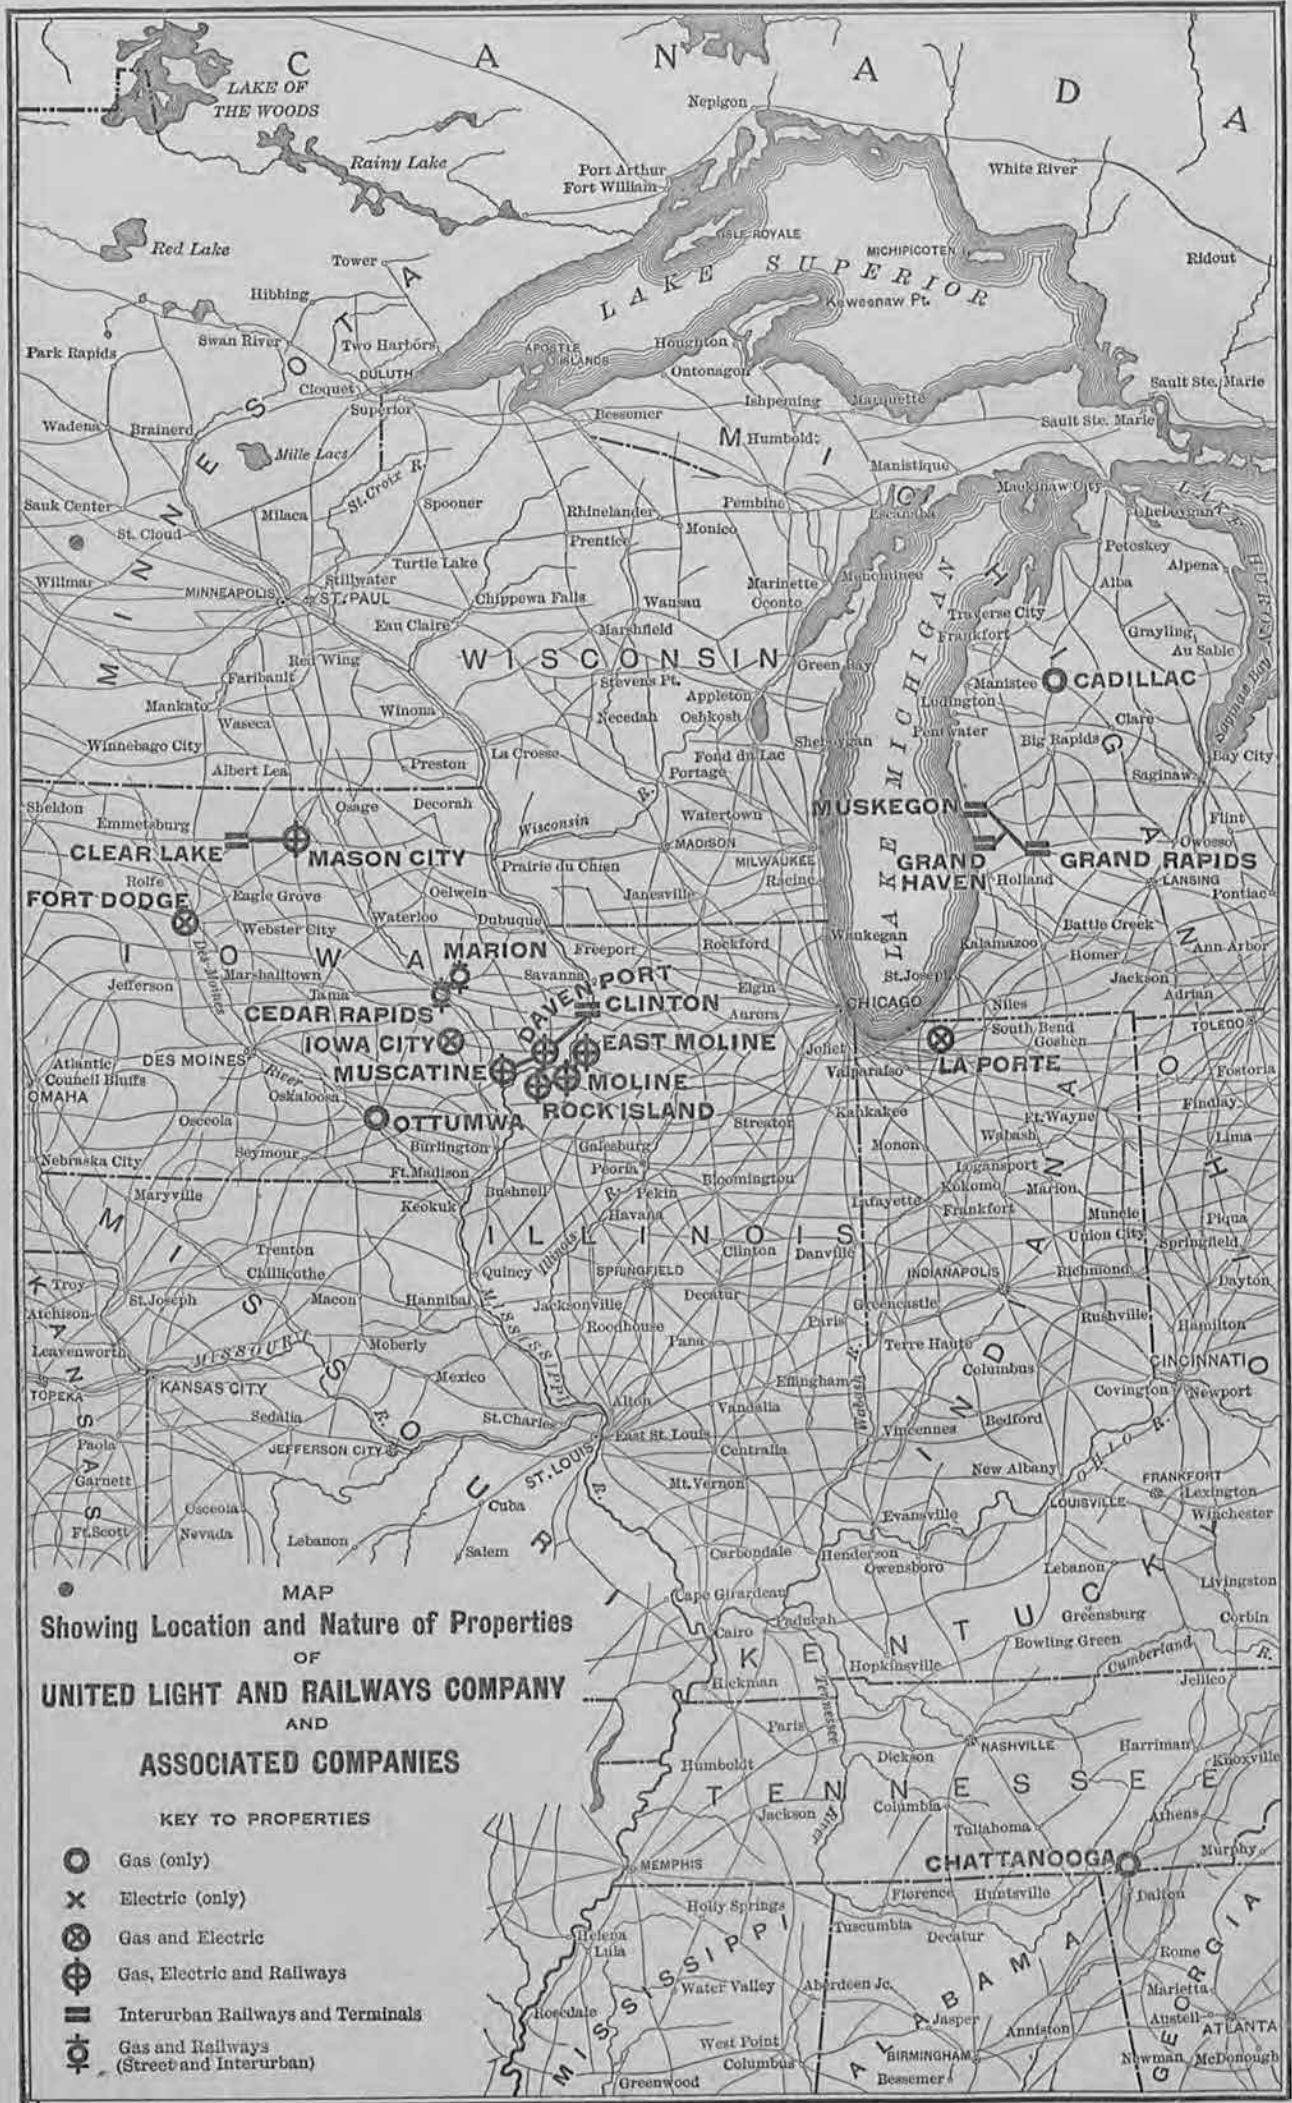 CANADA
LAKE OF
THE WOODS
Nepigon
Rainy Lake
Port Arthur
Fort William
White River
Red Lake
ISLE ROYALE
MICHIPICOTEN
Ridout
Tower
LAKE SUPERIOR
Hibbing
Keweenaw Pt.
Swan River
Two Harbors
Park Rapids
APOSTLE
ISLANDS
Houghton
DULUTH
Ontonagon
Cloquet
Superior
Sault Ste. Marie
Ishpeming
Marquette
Bessemer
Sault Ste. Marie
Wadena
Brainerd
MINNESOTA
Mille Lacs
Humboldt
MICHIGAN
St. Croix R.
Manistique
Mackinaw City
Sauk Center
Milaca
Spooner
Rhinelander
Pembine
Escanaba
Cheboygan
LAKE HURON
St. Cloud
Prentice
Monico
Petoskey
Turtle Lake
Alpena
Willmar
Stillwater
Marinette
Menominee
Alba
MINNEAPOLIS
ST. PAUL
Chippewa Falls
Wausau
Oconto
Traverse City
Eau Claire
Marshfield
Frankfort
Grayling
Au Sable
Red Wing
WISCONSIN
Green Bay
Faribault
Stevens Pt.
Manistee
CADILLAC
Saginaw Bay
Mankato
Winona
Appleton
Ludington
Waseca
Necedah
Oshkosh
Clare
Winnebago City
La Crosse
Sheboygan
Pentwater
Big Rapids
Albert Lea
Preston
Fond du Lac
Bay City
Portage
Saginaw
Sheldon
Osage
Decorah
MUSKEGON
Emmetsburg
Wisconsin R.
Watertown
LAKE MICHIGAN
Flint
CLEAR LAKE
MASON CITY
MADISON
Owosso
MILWAUKEE
GRAND
HAVEN
GRAND RAPIDS
Prairie du Chien
Rolfe
Racine
Holland
LANSING
FORT DODGE
Eagle Grove
Oelwein
Janesville
Pontiac
Webster City
Waterloo
Dubuque
Battle Creek
IOWA
MARION
Freeport
Rockford
Waukegan
Kalamazoo
Ann Arbor
Des Moines
Homer
Jefferson
Marshalltown
Savanna
St. Joseph
Jackson
Tama
Elgin
Adrian
CEDAR RAPIDS
DAVENPORT
CLINTON
Aurora
CHICAGO
Niles
South Bend
TOLEDO
IOWA CITY
EAST MOLINE
Goshen
Atlantic
DES MOINES
Joliet
Council Bluffs
River
MUSCATINE
MOLINE
Valparaiso
LA PORTE
Fostoria
OMAHA
Oskaloosa
ROCK ISLAND
Kankakee
OHIO
Findlay
Osceola
OTTUMWA
Streator
Ft. Wayne
Seymour
Burlington
Galesburg
Monon
Wabash
Lima
Nebraska City
Ft. Madison
Peoria
Logansport
Maryville
Bushnell
Pekin
Bloomington
Kokomo
Marion
Keokuk
Havana
Lafayette
Frankfort
Muncie
Piqua
ILLINOIS
Union City
Springfield
MISSOURI
Trenton
Illinois R.
Clinton
Danville
Chillicothe
Quincy
SPRINGFIELD
INDIANAPOLIS
Richmond
Dayton
Troy
St. Joseph
Macon
Hannibal
Jacksonville
Decatur
Greencastle
Atchison
MISSISSIPPI R.
Roodhouse
Paris
Rushville
Hamilton
Leavenworth
MISSOURI R.
Moberly
Pana
Terre Haute
INDIANA
KANSAS
Columbus
CINCINNATI
TOPEKA
KANSAS CITY
Mexico
Effingham
Wabash R.
Covington
Newport
Alton
Vandalia
Sedalia
St. Charles
Bedford
Paola
JEFFERSON CITY
East St. Louis
Centralia
Vincennes
OHIO R.
Garnett
ST. LOUIS
Mt. Vernon
New Albany
FRANKFORT
Lexington
Osceola
Cuba
LOUISVILLE
Winchester
Ft. Scott
Nevada
Lebanon
Salem
Evansville
Carbondale
Henderson
Owensboro
Lebanon
Livingston
Cape Girardeau
Greensburg
Corbin
Cairo
Paducah
KENTUCKY
Bowling Green
Cumberland R.
Hopkinsville
Hickman
Jellico
Tennessee River
Paris
NASHVILLE
Harriman
Humboldt
Dickson
Knoxville
TENNESSEE
Jackson
Columbia
Athens
Tullahoma
MEMPHIS
CHATTANOOGA
Murphy
Florence
Huntsville
Dalton
Holly Springs
Tuscumbia
Decatur
Helena
Lula
Rome
MISSISSIPPI
Water Valley
Aberdeen Jc.
ALABAMA
GEORGIA
Marietta
Rosedale
Jasper
Anniston
Austell
ATLANTA
West Point
BIRMINGHAM
Newman
McDonough
Columbus
Bessemer
Greenwood
MAP
Showing Location and Nature of Properties
OF
UNITED LIGHT AND RAILWAYS COMPANY
AND
ASSOCIATED COMPANIES
KEY TO PROPERTIES
Gas (only)
Electric (only)
Gas and Electric
Gas, Electric and Railways
Interurban Railways and Terminals
Gas and Railways
(Street and Interurban)